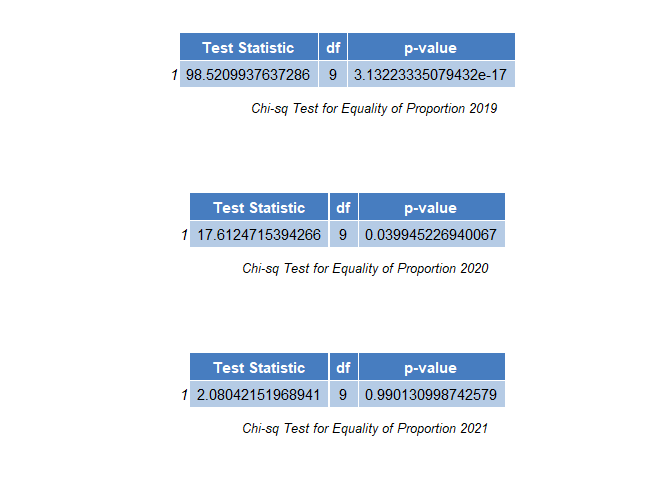 Test Statistic df p-value
1 98.5209937637286 9 3.13223335079432e-17
Chi-sq Test for Equality of Proportion 2019
Test Statistic df p-value
1 17.6124715394266 9 0.039945226940067
Chi-sq Test for Equality of Proportion 2020
Test Statistic df p-value
1 2.08042151968941 9 0.990130998742579
Chi-sq Test for Equality of Proportion 2021